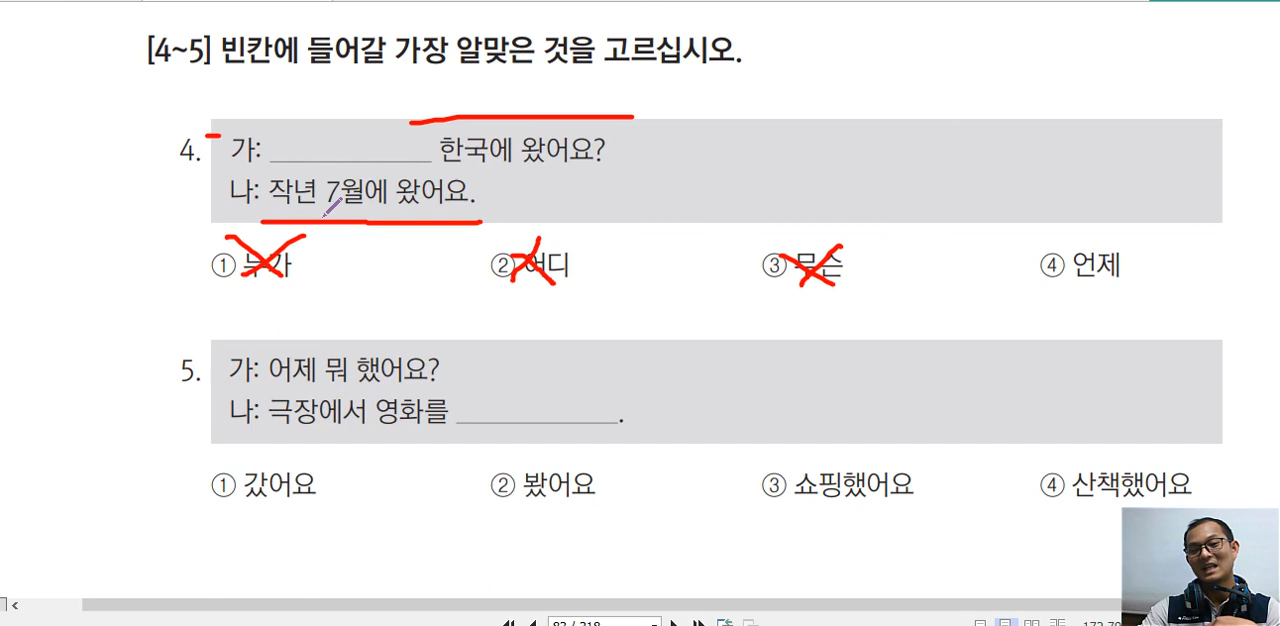 [4~5] 빈칸에 들어갈 가장 알맞은 것을 고르십시오.
4. 가: ____________ 한국에 왔어요?
나: 작년 7월에 왔어요.
① 누가 ② 어디 ③ 무슨 ④ 언제
5. 가: 어제 뭐 했어요?
나: 극장에서 영화를 ____________.
① 갔어요 ② 봤어요 ③ 쇼핑했어요 ④ 산책했어요